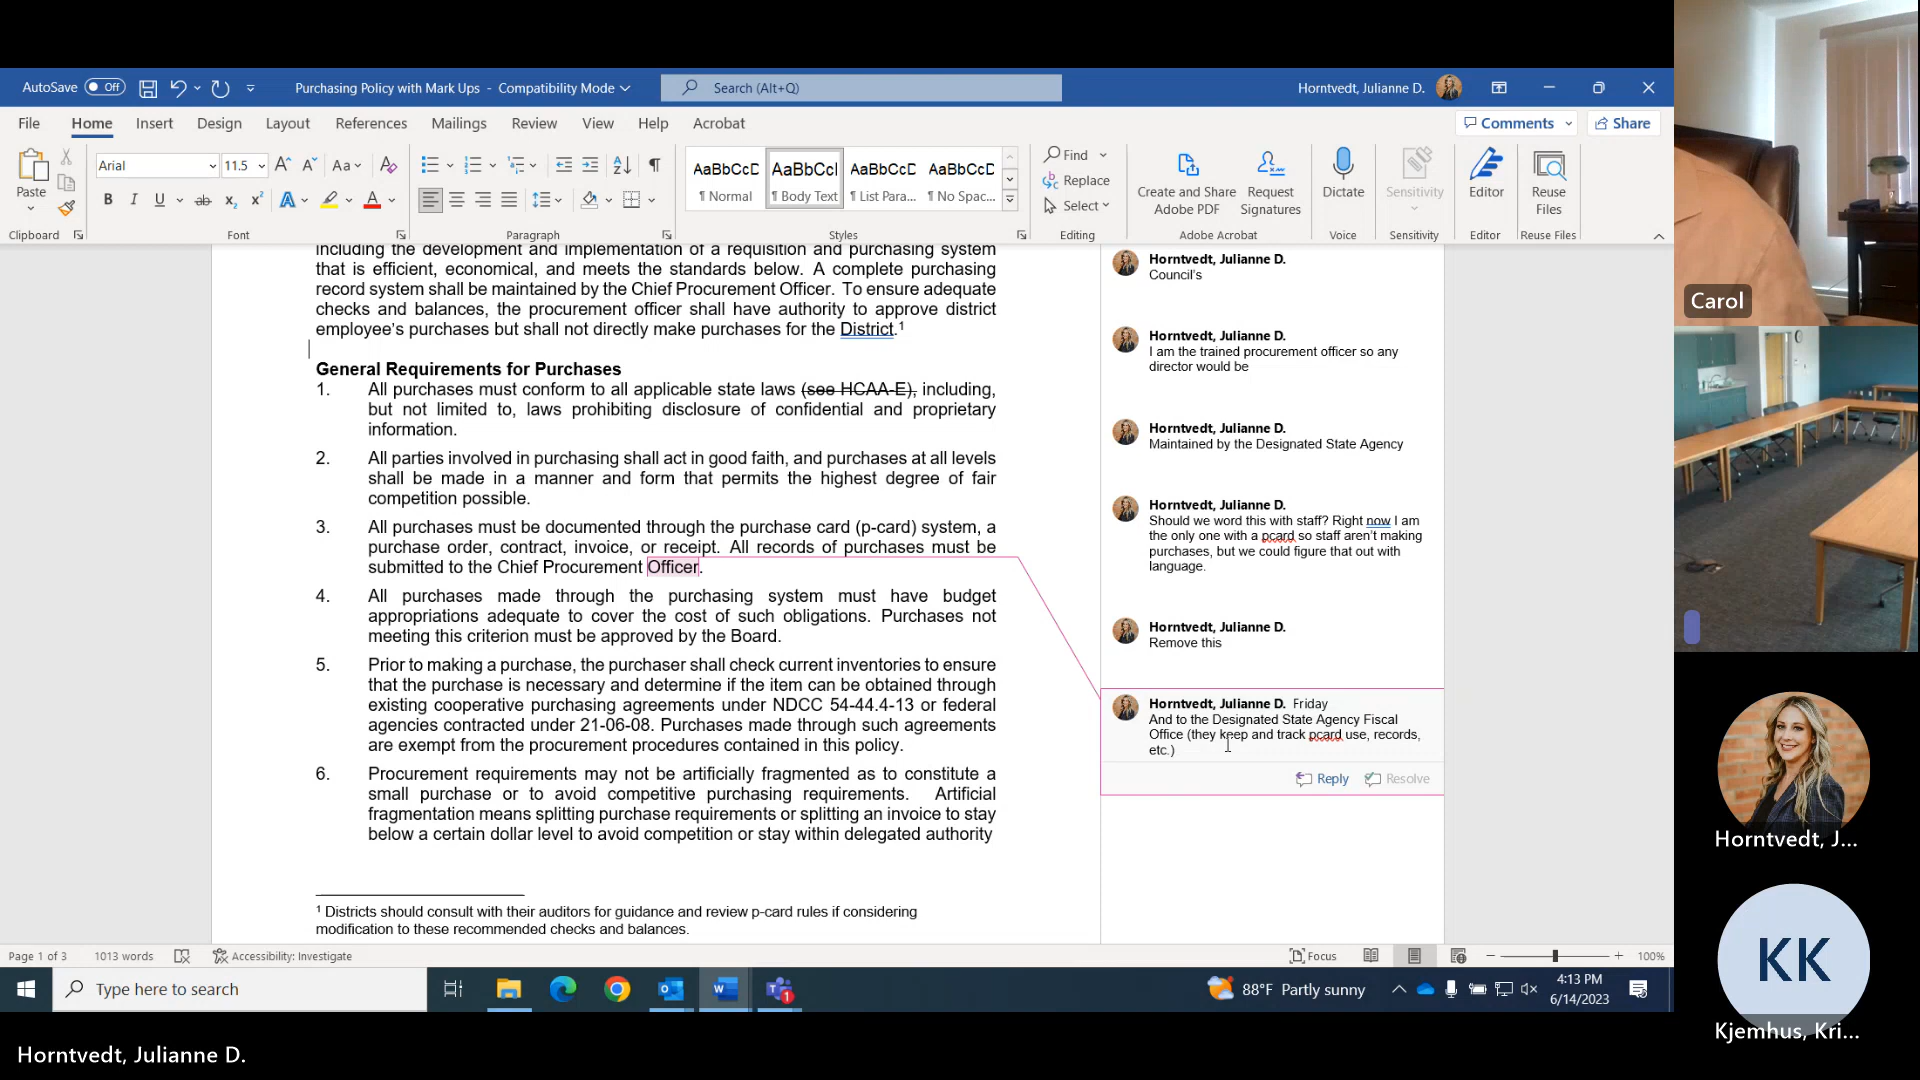 AutoSave Off
Purchasing Policy with Mark Ups - Compatibility Mode
Search (Alt+Q)
Horntvedt, Julianne D.
File Home Insert Design Layout References Mailings Review View Help Acrobat
Comments Share
Paste
Clipboard
Arial 11.5
Aa
B I U ab x₂ x² A A
Font
Paragraph
AaBbCcD AaBbCcI AaBbCcD AaBbCcD
¶ Normal ¶ Body Text ¶ List Para... ¶ No Spac...
Styles
Find
Replace
Select
Editing
Create and Share Adobe PDF
Request Signatures
Adobe Acrobat
Dictate
Voice
Sensitivity
Sensitivity
Editor
Editor
Reuse Files
Reuse Files
including the development and implementation of a requisition and purchasing system
that is efficient, economical, and meets the standards below. A complete purchasing
record system shall be maintained by the Chief Procurement Officer. To ensure adequate
checks and balances, the procurement officer shall have authority to approve district
employee's purchases but shall not directly make purchases for the District.¹
General Requirements for Purchases
1. All purchases must conform to all applicable state laws (see HCAA-E), including,
but not limited to, laws prohibiting disclosure of confidential and proprietary
information.
2. All parties involved in purchasing shall act in good faith, and purchases at all levels
shall be made in a manner and form that permits the highest degree of fair
competition possible.
3. All purchases must be documented through the purchase card (p-card) system, a
purchase order, contract, invoice, or receipt. All records of purchases must be
submitted to the Chief Procurement Officer.
4. All purchases made through the purchasing system must have budget
appropriations adequate to cover the cost of such obligations. Purchases not
meeting this criterion must be approved by the Board.
5. Prior to making a purchase, the purchaser shall check current inventories to ensure
that the purchase is necessary and determine if the item can be obtained through
existing cooperative purchasing agreements under NDCC 54-44.4-13 or federal
agencies contracted under 21-06-08. Purchases made through such agreements
are exempt from the procurement procedures contained in this policy.
6. Procurement requirements may not be artificially fragmented as to constitute a
small purchase or to avoid competitive purchasing requirements. Artificial
fragmentation means splitting purchase requirements or splitting an invoice to stay
below a certain dollar level to avoid competition or stay within delegated authority
¹ Districts should consult with their auditors for guidance and review p-card rules if considering
modification to these recommended checks and balances.
Horntvedt, Julianne D.
Council's
Horntvedt, Julianne D.
I am the trained procurement officer so any
director would be
Horntvedt, Julianne D.
Maintained by the Designated State Agency
Horntvedt, Julianne D.
Should we word this with staff? Right now I am
the only one with a pcard so staff aren't making
purchases, but we could figure that out with
language.
Horntvedt, Julianne D.
Remove this
Horntvedt, Julianne D. Friday
And to the Designated State Agency Fiscal
Office (they keep and track pcard use, records,
etc.)
Reply Resolve
Page 1 of 3 1013 words Accessibility: Investigate
Focus 100%
Type here to search
1
88°F Partly sunny
4:13 PM
6/14/2023
Horntvedt, Julianne D.
Carol
Horntvedt, J...
KK
Kjemhus, Kri...